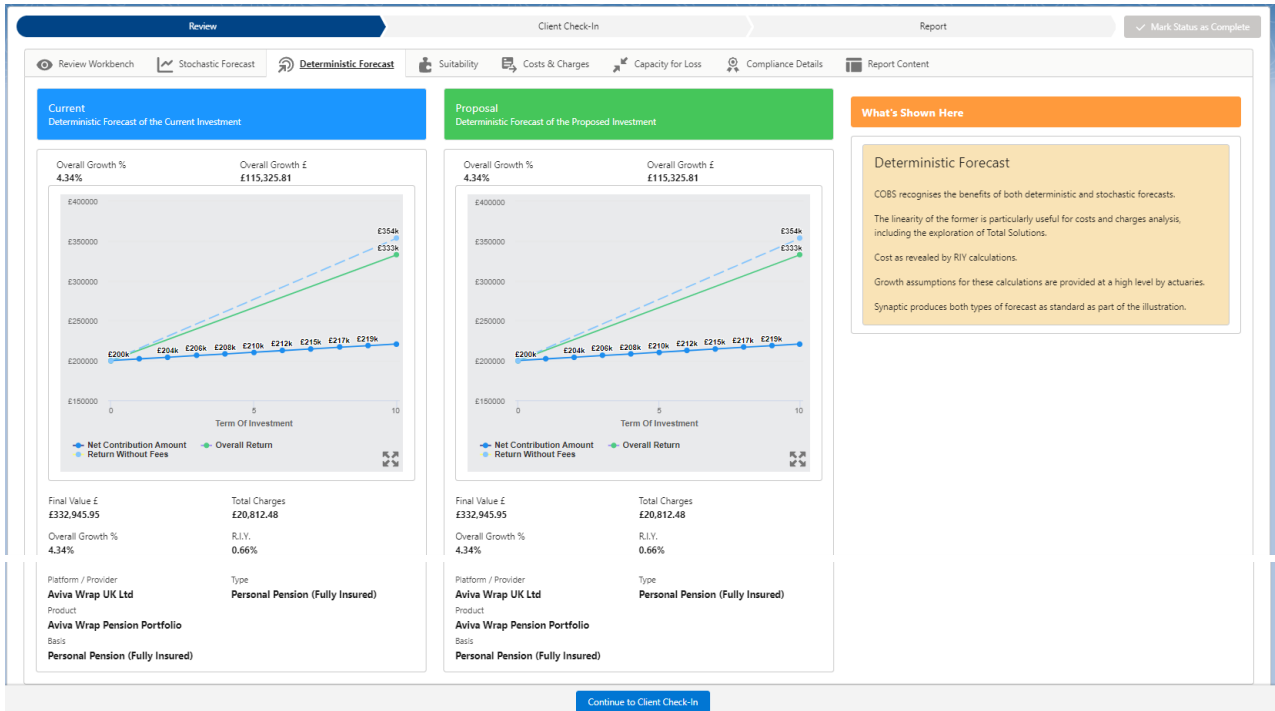 Review
Client Check-In
Report
Mark Status as Complete
Review Workbench
Stochastic Forecast
Deterministic Forecast
Suitability
Costs & Charges
Capacity for Loss
Compliance Details
Report Content
Current
Deterministic Forecast of the Current Investment
Overall Growth % Overall Growth £
4.34% £115,325.81
£400000
£350000
£300000
£250000
£200000
£150000
£354k
£333k
£200k £204k £206k £208k £210k £212k £215k £217k £219k
0 5 10
Term Of Investment
Net Contribution Amount Overall Return
Return Without Fees
Final Value £ Total Charges
£332,945.95 £20,812.48
Overall Growth % R.I.Y.
4.34% 0.66%
Platform / Provider Type
Aviva Wrap UK Ltd Personal Pension (Fully Insured)
Product
Aviva Wrap Pension Portfolio
Basis
Personal Pension (Fully Insured)
Proposal
Deterministic Forecast of the Proposed Investment
Overall Growth % Overall Growth £
4.34% £115,325.81
£400000
£350000
£300000
£250000
£200000
£150000
£354k
£333k
£200k £204k £206k £208k £210k £212k £215k £217k £219k
0 5 10
Term Of Investment
Net Contribution Amount Overall Return
Return Without Fees
Final Value £ Total Charges
£332,945.95 £20,812.48
Overall Growth % R.I.Y.
4.34% 0.66%
Platform / Provider Type
Aviva Wrap UK Ltd Personal Pension (Fully Insured)
Product
Aviva Wrap Pension Portfolio
Basis
Personal Pension (Fully Insured)
What's Shown Here
Deterministic Forecast
COBS recognises the benefits of both deterministic and stochastic forecasts.
The linearity of the former is particularly useful for costs and charges analysis,
including the exploration of Total Solutions.
Cost as revealed by RIY calculations.
Growth assumptions for these calculations are provided at a high level by actuaries.
Synaptic produces both types of forecast as standard as part of the illustration.
Continue to Client Check-In